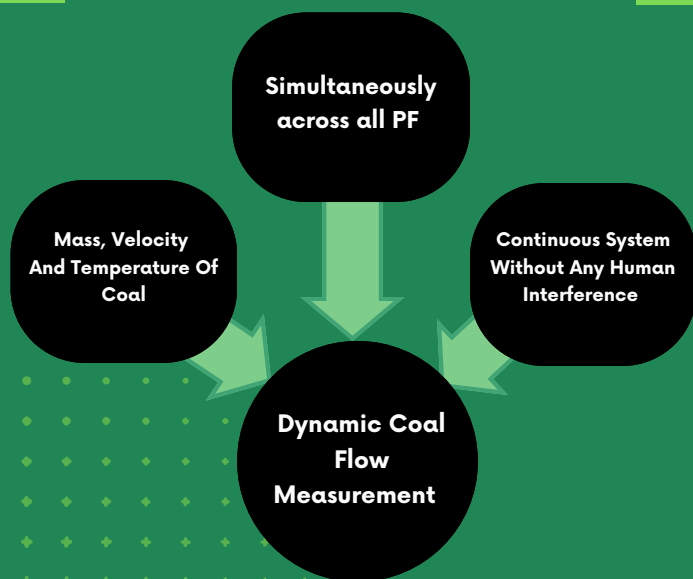 Simultaneously
across all PF
Mass, Velocity
And Temperature Of
Coal
Continuous System
Without Any Human
Interference
Dynamic Coal
Flow
Measurement